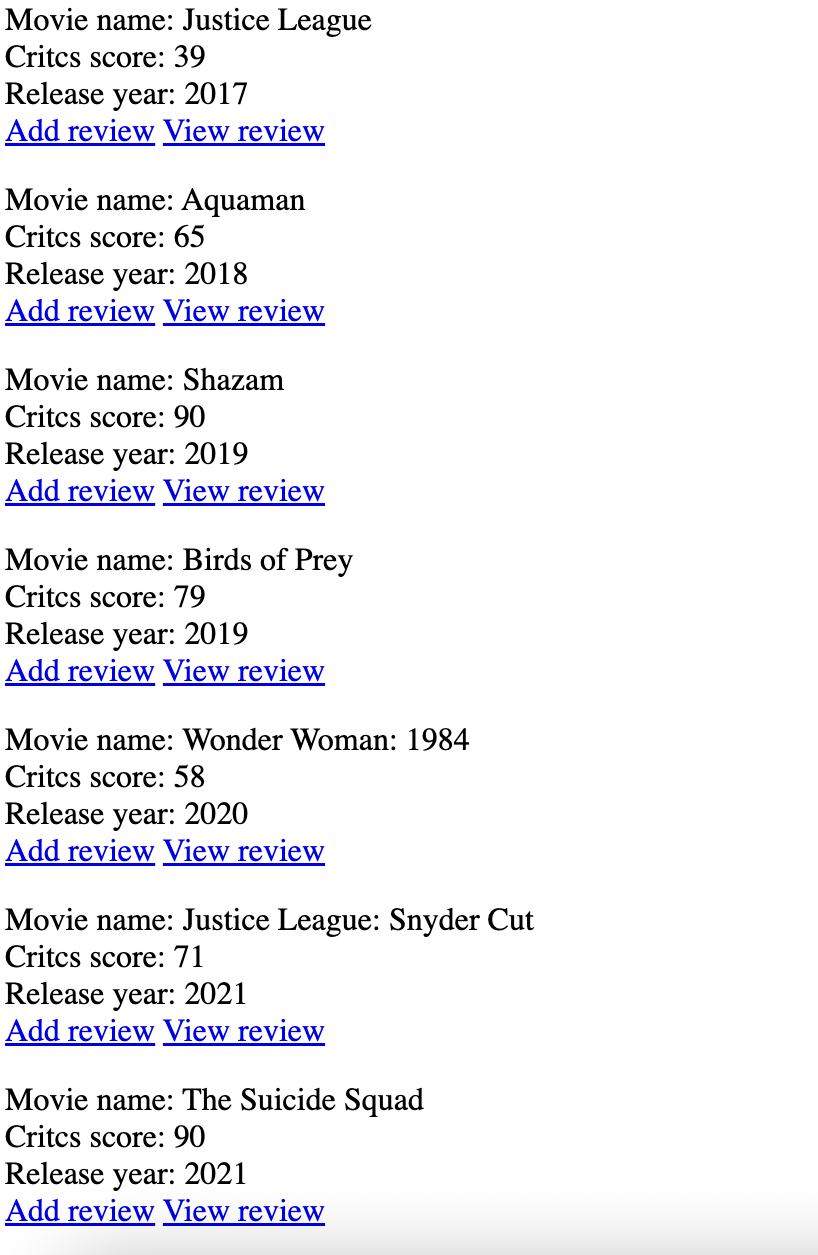 Movie name: Justice League
Critcs score: 39
Release year: 2017
Add review View review
Movie name: Aquaman
Critcs score: 65
Release year: 2018
Add review View review
Movie name: Shazam
Critcs score: 90
Release year: 2019
Add review View review
Movie name: Birds of Prey
Critcs score: 79
Release year: 2019
Add review View review
Movie name: Wonder Woman: 1984
Critcs score: 58
Release year: 2020
Add review View review
Movie name: Justice League: Snyder Cut
Critcs score: 71
Release year: 2021
Add review View review
Movie name: The Suicide Squad
Critcs score: 90
Release year: 2021
Add review View review